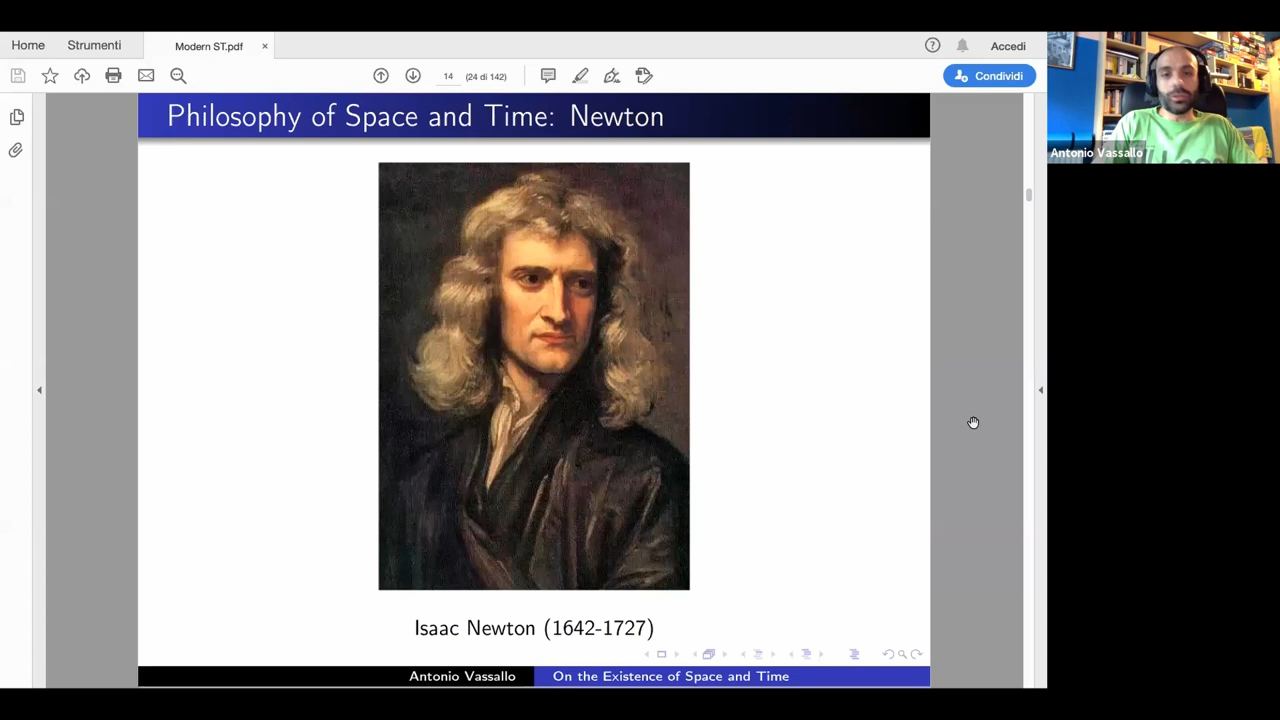 Home Strumenti Modern ST.pdf × Accedi
14 (24 di 142) Condividi
Philosophy of Space and Time: Newton
Antonio Vassallo
Isaac Newton (1642-1727)
Antonio Vassallo On the Existence of Space and Time